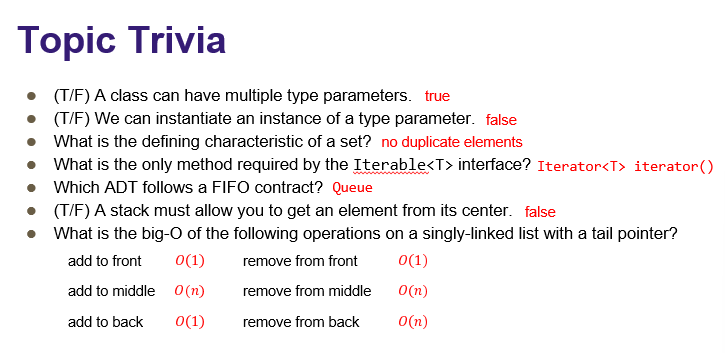 Topic Trivia
● (T/F) A class can have multiple type parameters. true
● (T/F) We can instantiate an instance of a type parameter. false
● What is the defining characteristic of a set? no duplicate elements
● What is the only method required by the Iterable<T> interface? Iterator<T> iterator()
● Which ADT follows a FIFO contract? Queue
● (T/F) A stack must allow you to get an element from its center. false
● What is the big-O of the following operations on a singly-linked list with a tail pointer?
add to front O(1) remove from front O(1)
add to middle O(n) remove from middle O(n)
add to back O(1) remove from back O(n)